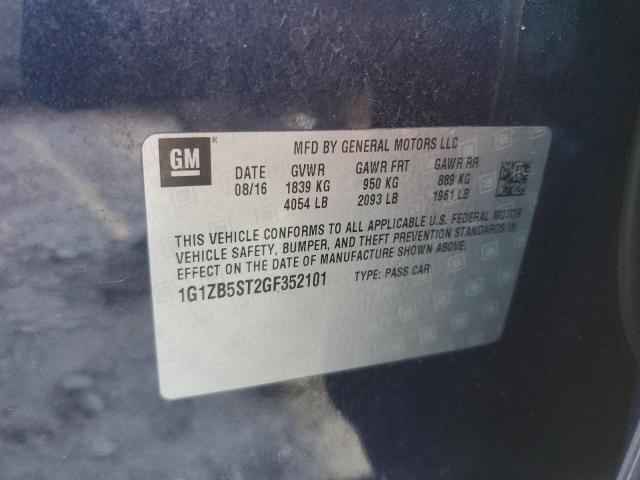 GM
MFD BY GENERAL MOTORS LLC
DATE GVWR GAWR FRT GAWR RR
08/16 1839 KG 950 KG 889 KG
4054 LB 2093 LB 1961 LB
THIS VEHICLE CONFORMS TO ALL APPLICABLE U.S. FEDERAL MOTOR
VEHICLE SAFETY, BUMPER, AND THEFT PREVENTION STANDARDS IN
EFFECT ON THE DATE OF MANUFACTURE SHOWN ABOVE.
1G1ZB5ST2GF352101 TYPE: PASS CAR